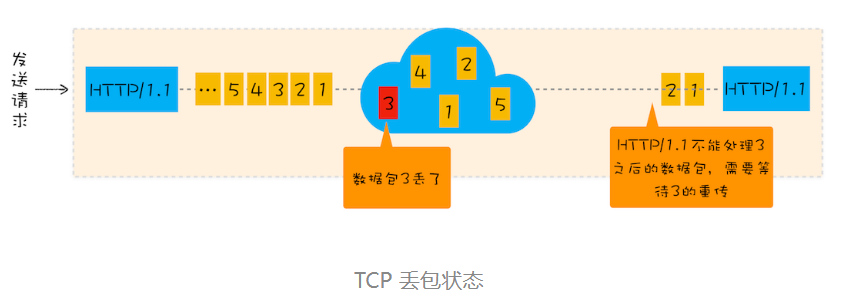 发送请求
HTTP/1.1
... 5 4 3 2 1
4
2
3
1
5
2 1
HTTP/1.1
数据包3丢了
HTTP/1.1不能处理3
之后的数据包，需要等
待3的重传
TCP 丢包状态